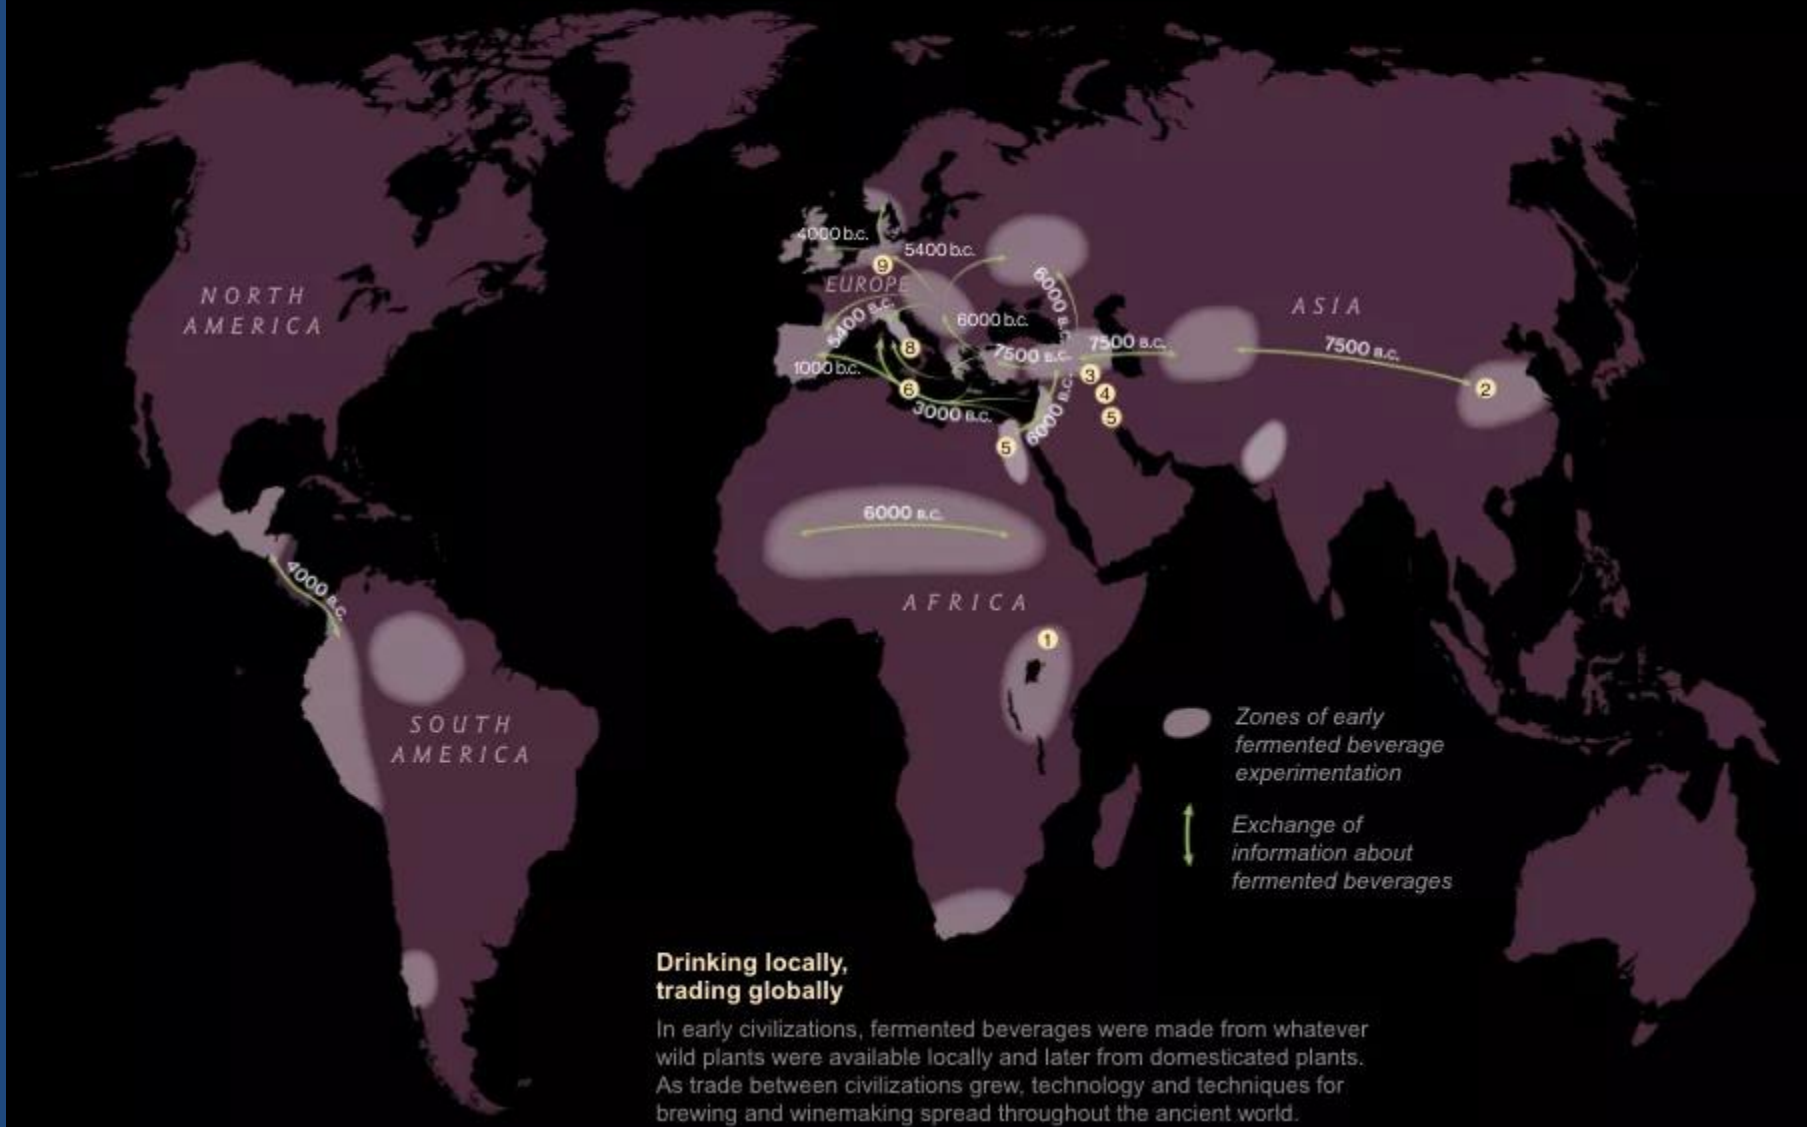 NORTH
AMERICA
4000 b.c.
5400 b.c.
9
EUROPE
5400 B.C.
6000 b.c.
6000 B.C.
ASIA
7500 B.C.
7500 B.C.
7500 B.C.
8
1000 b.c.
6
3000 B.C.
6000 B.C.
3
4
5
2
5
6000 B.C.
4000 B.C.
AFRICA
1
SOUTH
AMERICA
Zones of early
fermented beverage
experimentation
Exchange of
information about
fermented beverages
Drinking locally,
trading globally
In early civilizations, fermented beverages were made from whatever
wild plants were available locally and later from domesticated plants.
As trade between civilizations grew, technology and techniques for
brewing and winemaking spread throughout the ancient world.